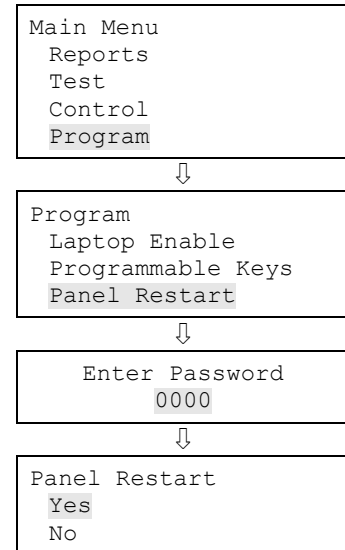 Main Menu
Reports
Test
Control
Program
⇩
Program
Laptop Enable
Programmable Keys
Panel Restart
⇩
Enter Password
0000
⇩
Panel Restart
Yes
No